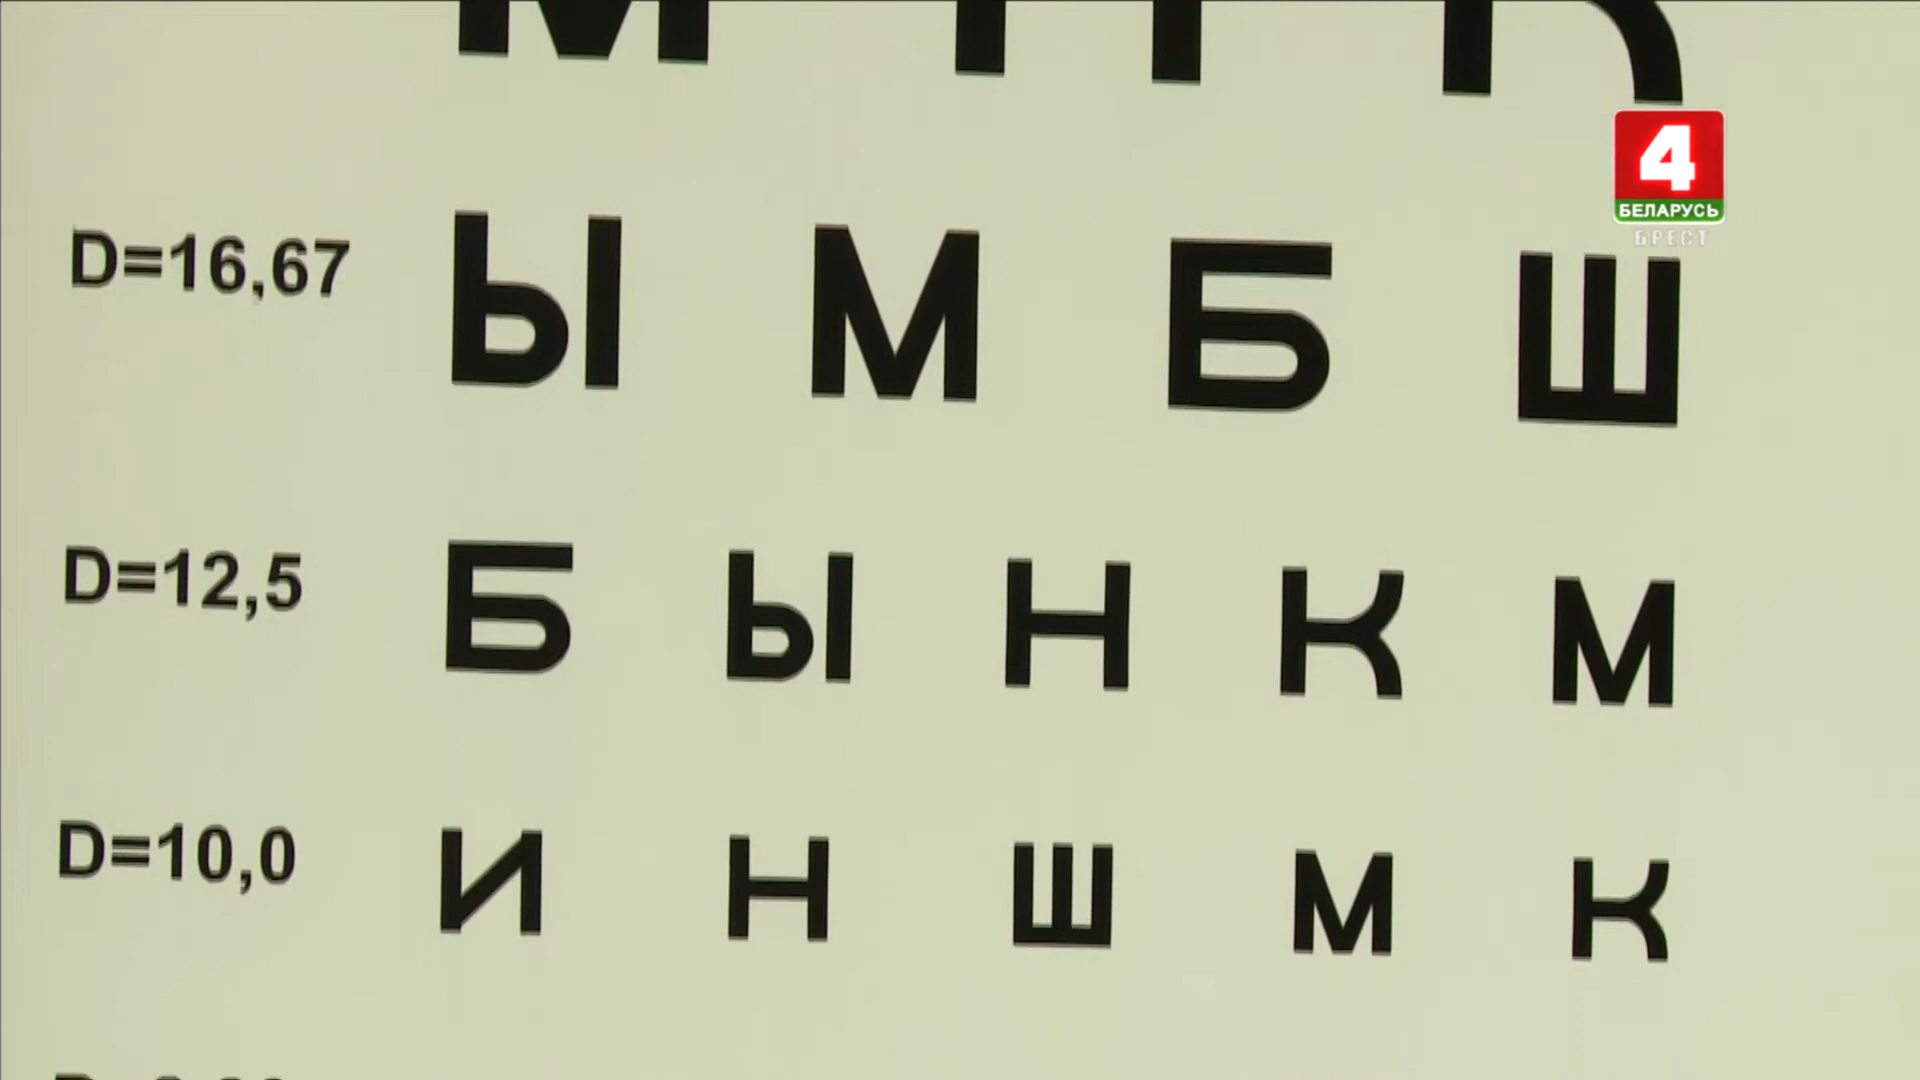 М Н К
4
БЕЛАРУСЬ
БРЕСТ
D=16,67 Ы М Б Ш
D=12,5 Б Ы Н К М
D=10,0 И Н Ш М К